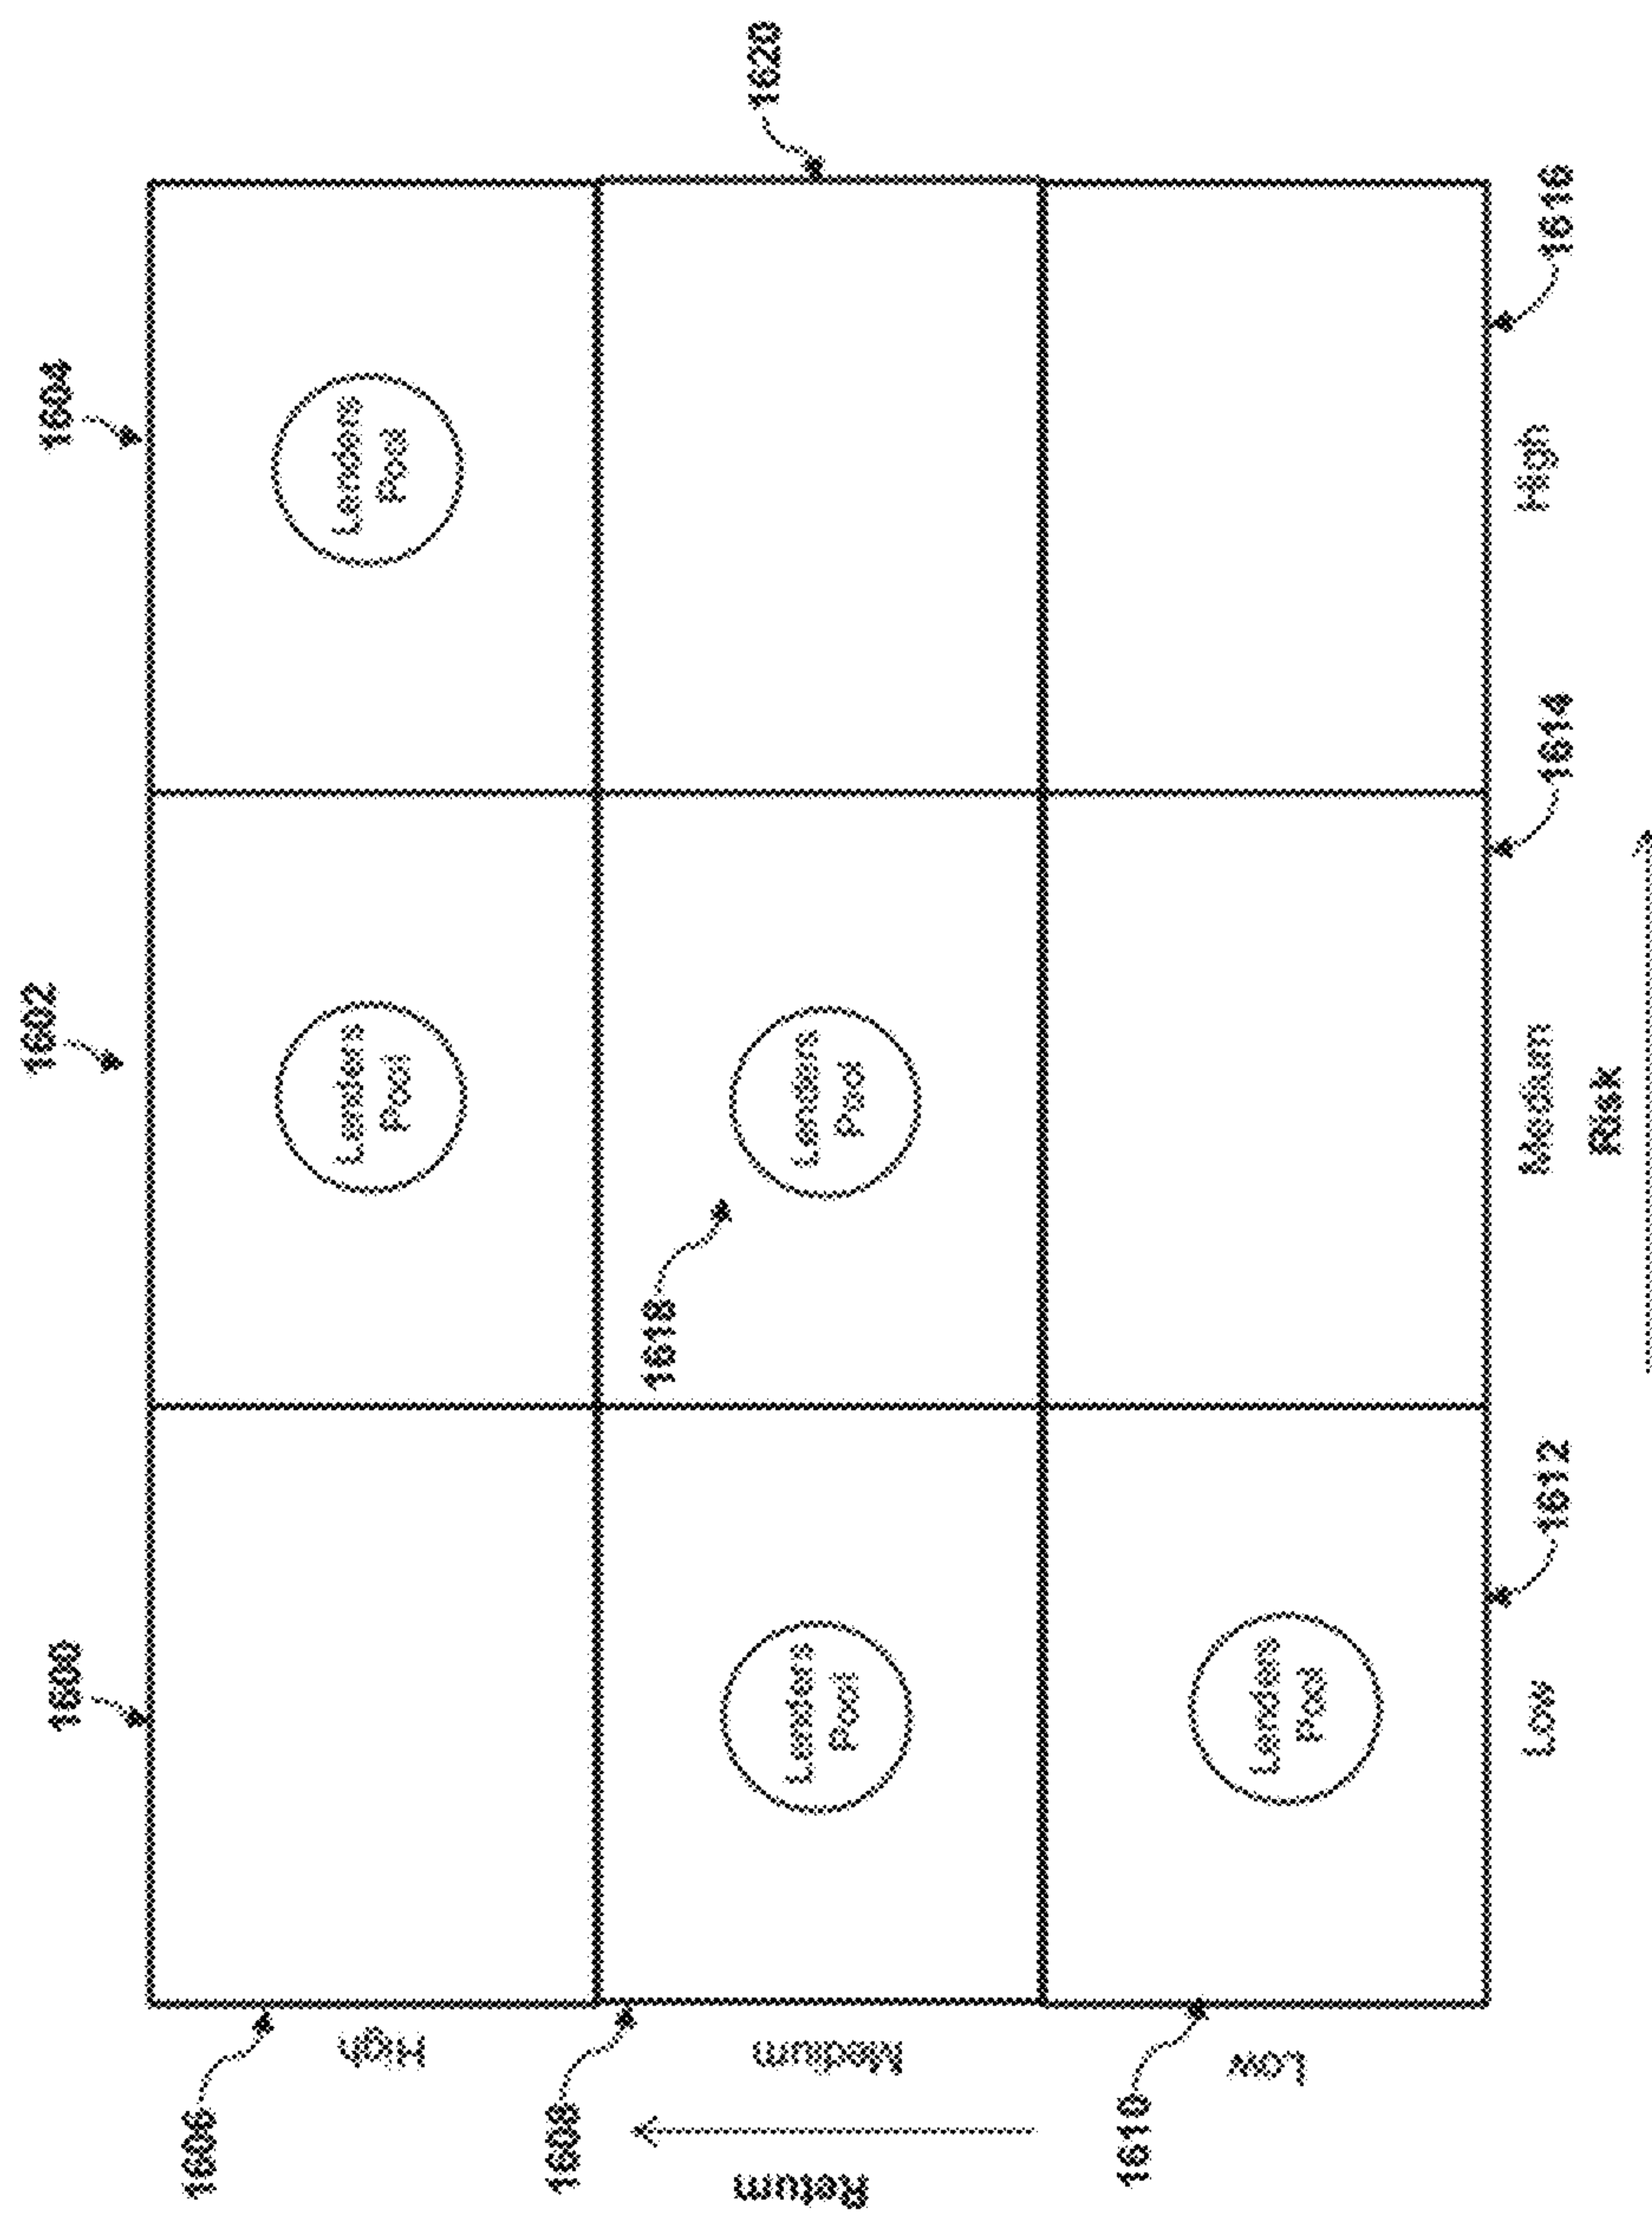 1600
1602
1604
1606
High
Lenders
Pool
Lenders
Pool
1608
1618
1620
Return
Medium
Lenders
Pool
Lenders
Pool
1610
Low
Lenders
Pool
1612
1614
1616
Low
Medium
High
Risk